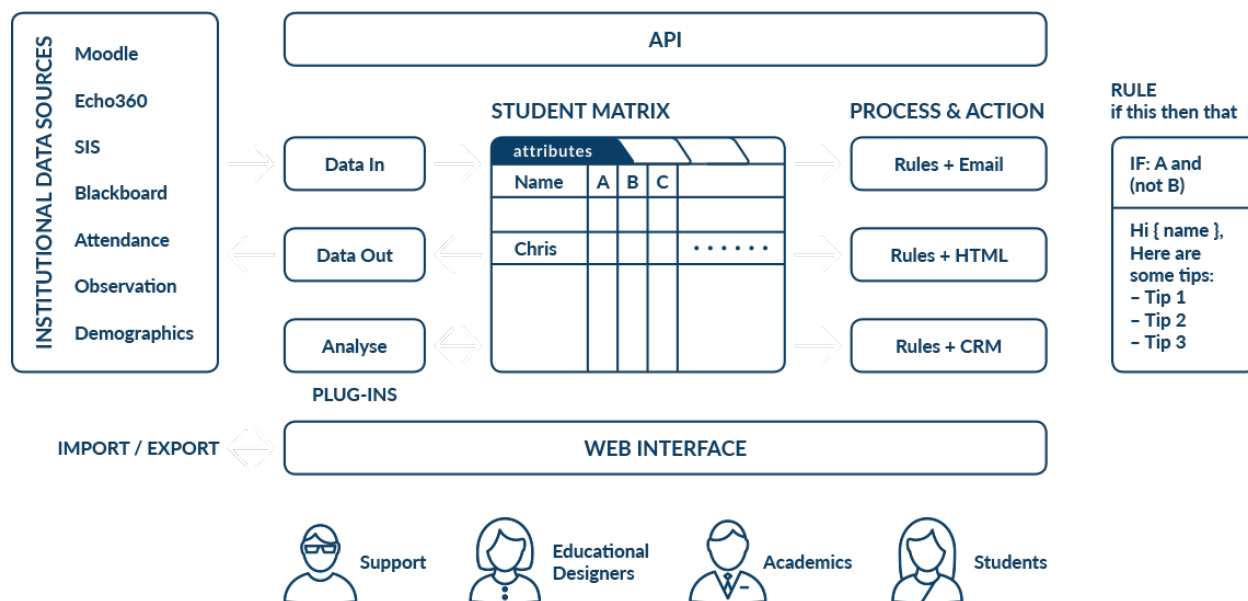 INSTITUTIONAL DATA SOURCES
Moodle
Echo360
SIS
Blackboard
Attendance
Observation
Demographics
API
Data In
Data Out
Analyse
PLUG-INS
STUDENT MATRIX
attributes
Name A B C
Chris ......
PROCESS & ACTION
Rules + Email
Rules + HTML
Rules + CRM
RULE
if this then that
IF: A and
(not B)
Hi { name },
Here are
some tips:
– Tip 1
– Tip 2
– Tip 3
IMPORT / EXPORT
WEB INTERFACE
Support
Educational
Designers
Academics
Students